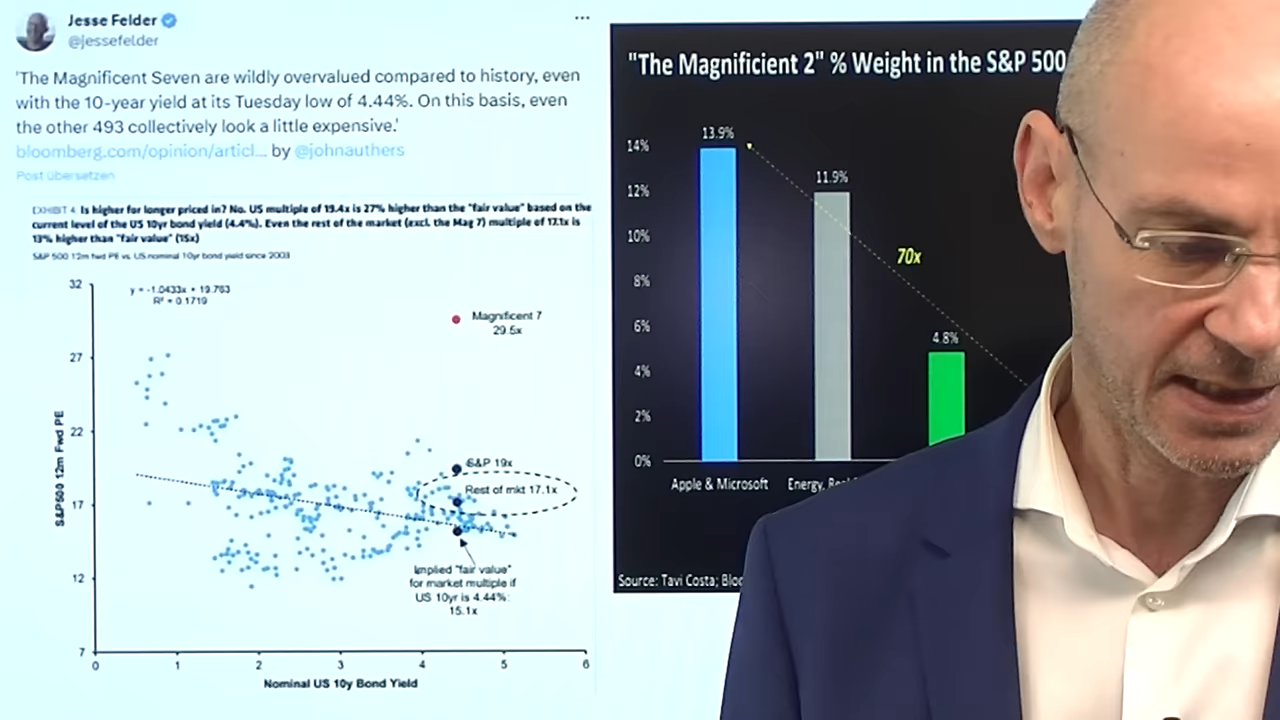 Jesse Felder
@jessefelder
'The Magnificent Seven are wildly overvalued compared to history, even
with the 10-year yield at its Tuesday low of 4.44%. On this basis, even
the other 493 collectively look a little expensive.'
bloomberg.com/opinion/articl... by @johnauthers
Post übersetzen
EXHIBIT 4: Is higher for longer priced in? No. US multiple of 19.4x is 27% higher than the "fair value" based on the
current level of the US 10yr bond yield (4.4%). Even the rest of the market (excl. the Mag 7) multiple of 17.1x is
13% higher than "fair value" (15x)
S&P 500 12m fwd PE vs. US nominal 10yr bond yield since 2003
y = -1.0433x + 19.763
R² = 0.1719
32
27
22
17
12
7
S&P500 12m Fwd PE
Magnificent 7
29.5x
S&P 19x
Rest of mkt 17.1x
Implied "fair value"
for market multiple if
US 10yr is 4.44%:
15.1x
0 1 2 3 4 5 6
Nominal US 10y Bond Yield
"The Magnificient 2" % Weight in the S&P 500
14%
12%
10%
8%
6%
4%
2%
0%
13.9%
11.9%
70x
4.8%
Apple & Microsoft
Energy,
Source: Tavi Costa;